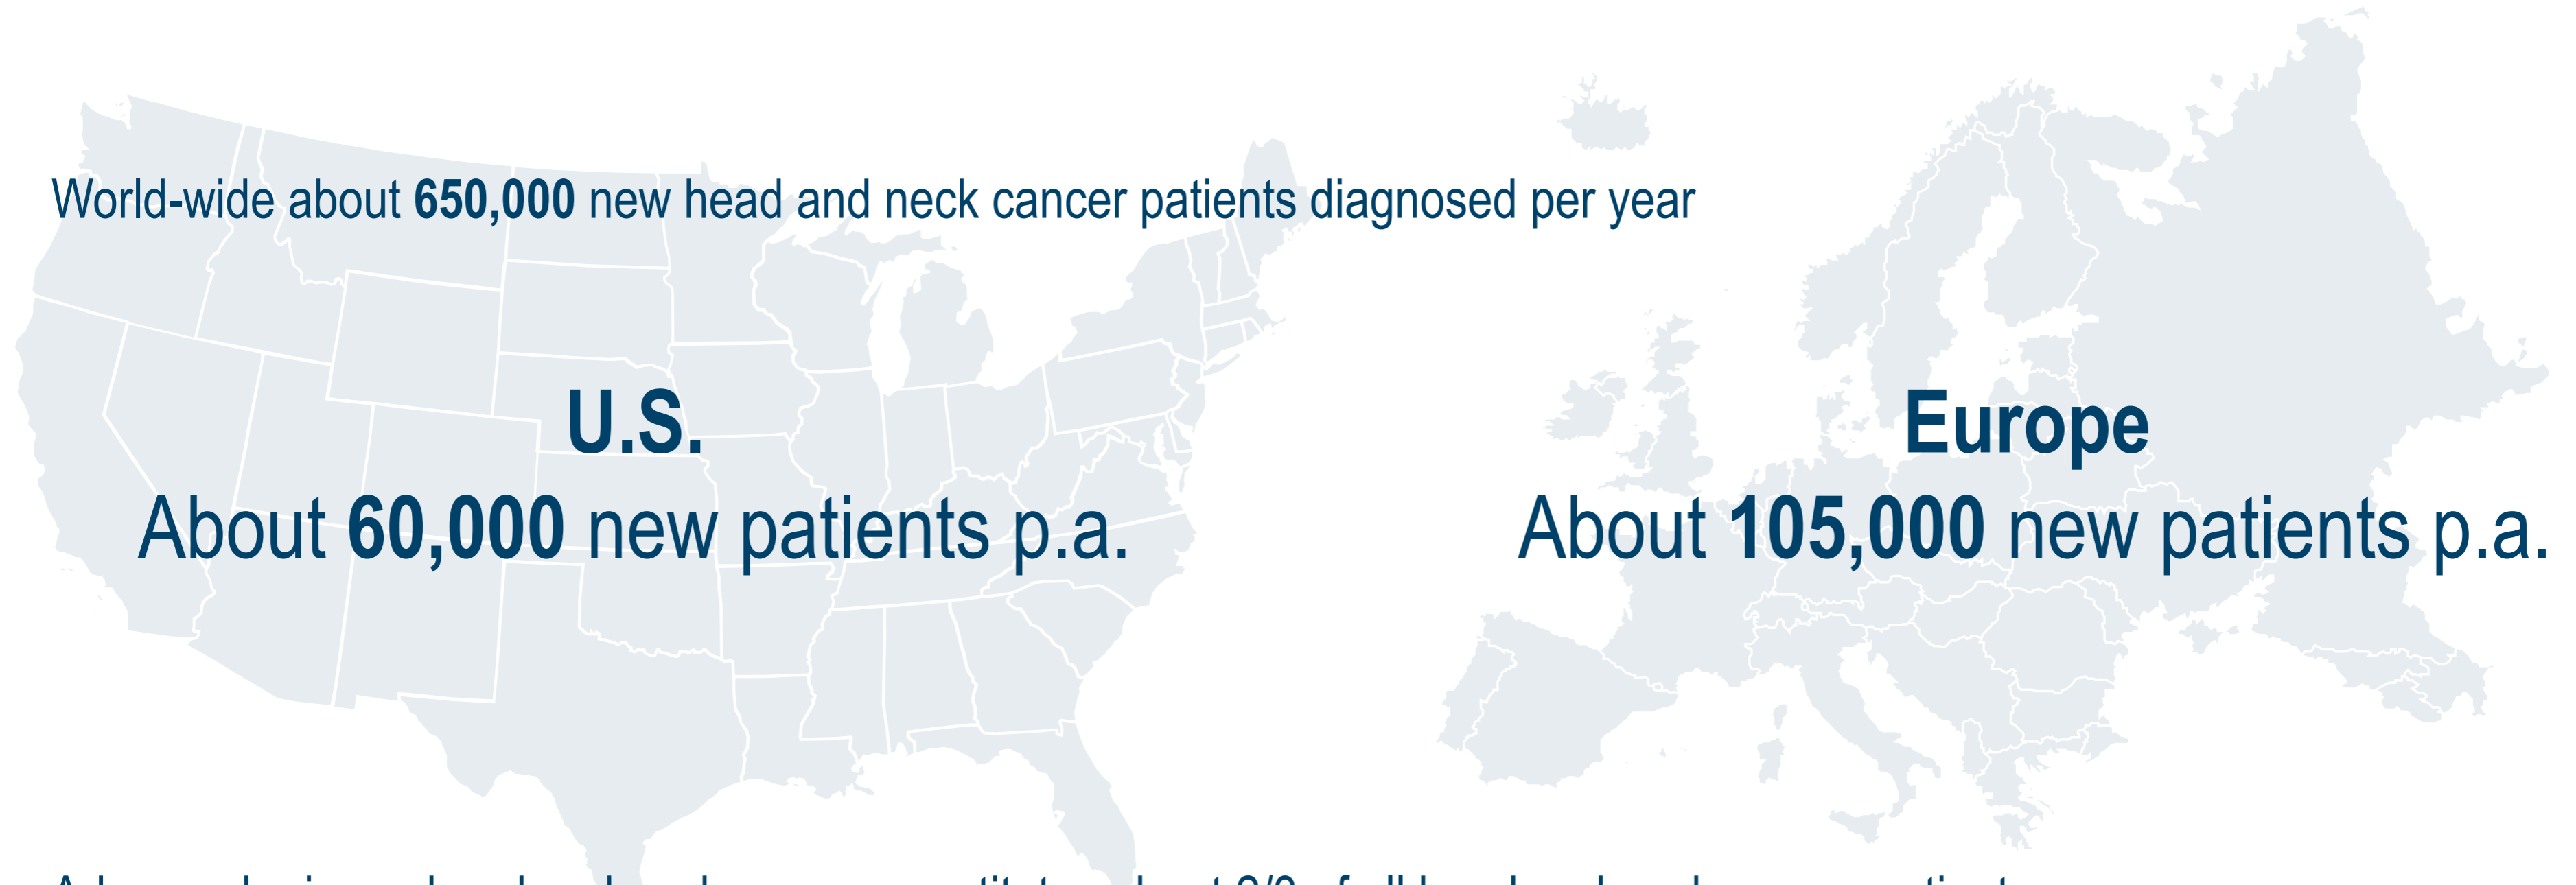 World-wide about 650,000 new head and neck cancer patients diagnosed per year
U.S.
About 60,000 new patients p.a.
Europe
About 105,000 new patients p.a.